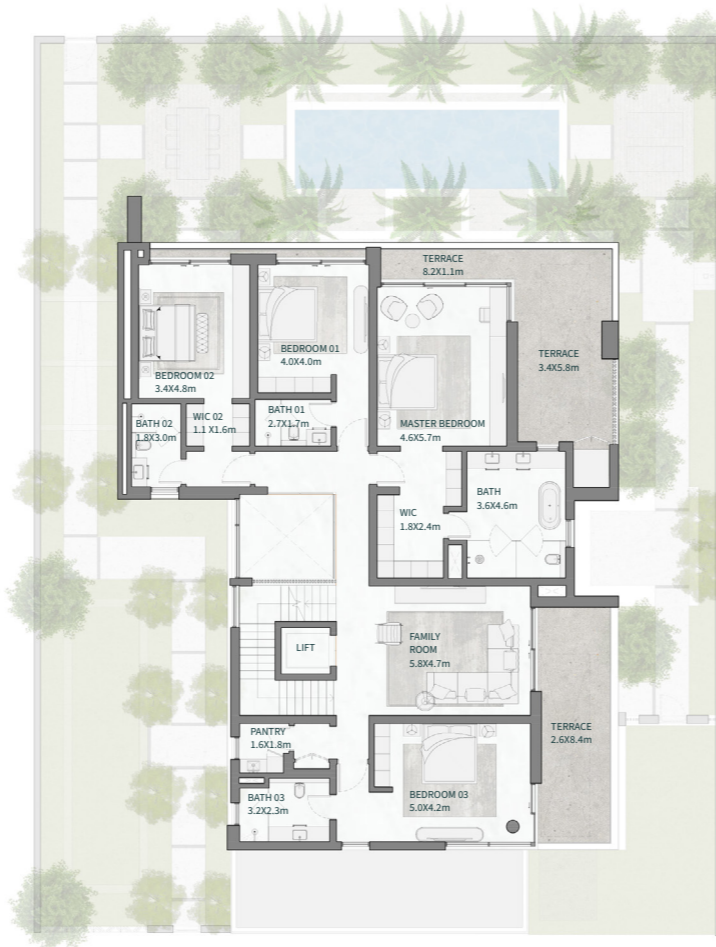 TERRACE
8.2X1.1m
BEDROOM 01
4.0X4.0m
TERRACE
3.4X5.8m
BEDROOM 02
3.4X4.8m
BATH 02
1.8X3.0m
WIC 02
1.1 X1.6m
BATH 01
2.7X1.7m
MASTER BEDROOM
4.6X5.7m
WIC
1.8X2.4m
BATH
3.6X4.6m
LIFT
FAMILY
ROOM
5.8X4.7m
PANTRY
1.6X1.8m
TERRACE
2.6X8.4m
BATH 03
3.2X2.3m
BEDROOM 03
5.0X4.2m